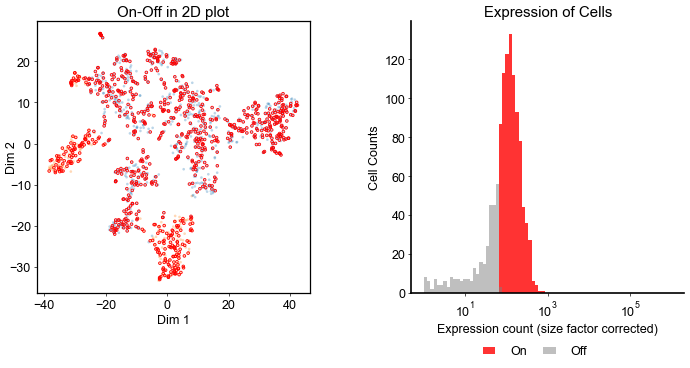 On-Off in 2D plot
20
10
0
−10
−20
−30
Dim 2
−40
−20
0
20
40
Dim 1
Expression of Cells
140
120
100
80
60
40
20
0
Cell Counts
10^1
10^3
10^5
Expression count (size factor corrected)
On
Off